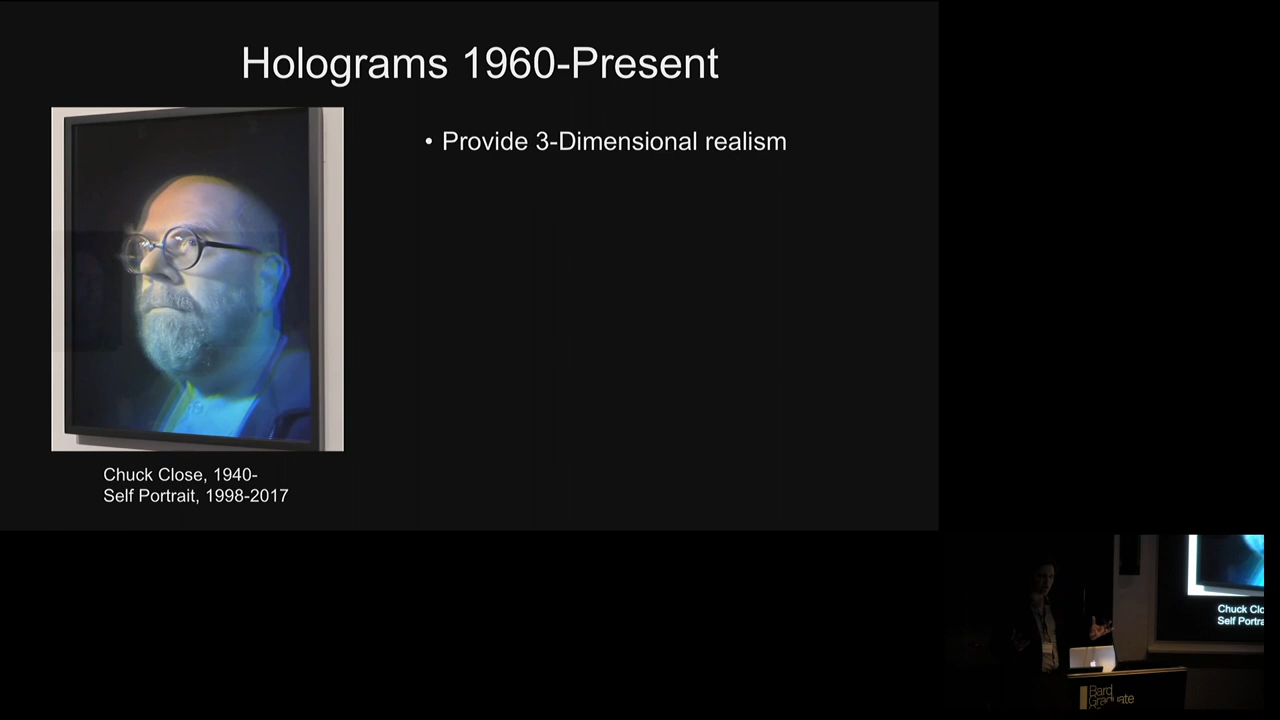 Holograms 1960-Present
• Provide 3-Dimensional realism
Chuck Close, 1940-
Self Portrait, 1998-2017
Chuck Clo
Self Portra
Bard
Graduate